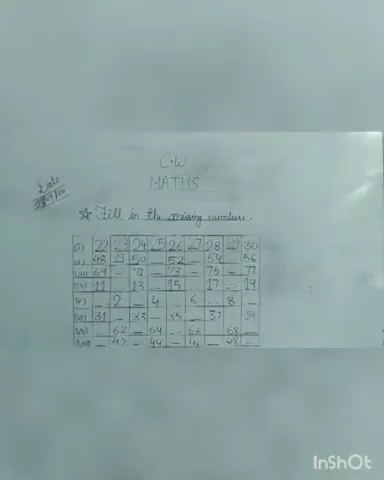 C.W
MATHS
Date
☆ Fill in the missing numbers.
(i) 22 23 24 25 26 27 28 29 30
(ii) 48 49 50 _ 52 _ 54 _ 56
(iii) 69 _ 71 _ 73 _ 75 _ 77
(iv) 11 _ 13 _ 15 _ 17 _ 19
(v) _ 2 _ 4 _ 6 _ 8 _
(vi) 31 _ 33 _ 35 _ 37 _ 39
(vii) _ 62 _ 64 _ 66 _ 68 _
(viii) _ 42 _ 44 _ 46 _ 48 _
InShOt